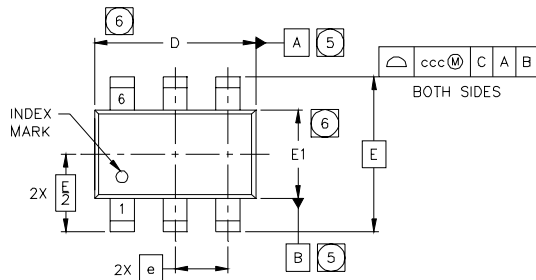 6
D
A 5
⌓ ccc Ⓜ C A B
BOTH SIDES
6
INDEX
MARK
E1
6
E
2X E/2
1
B 5
2X e